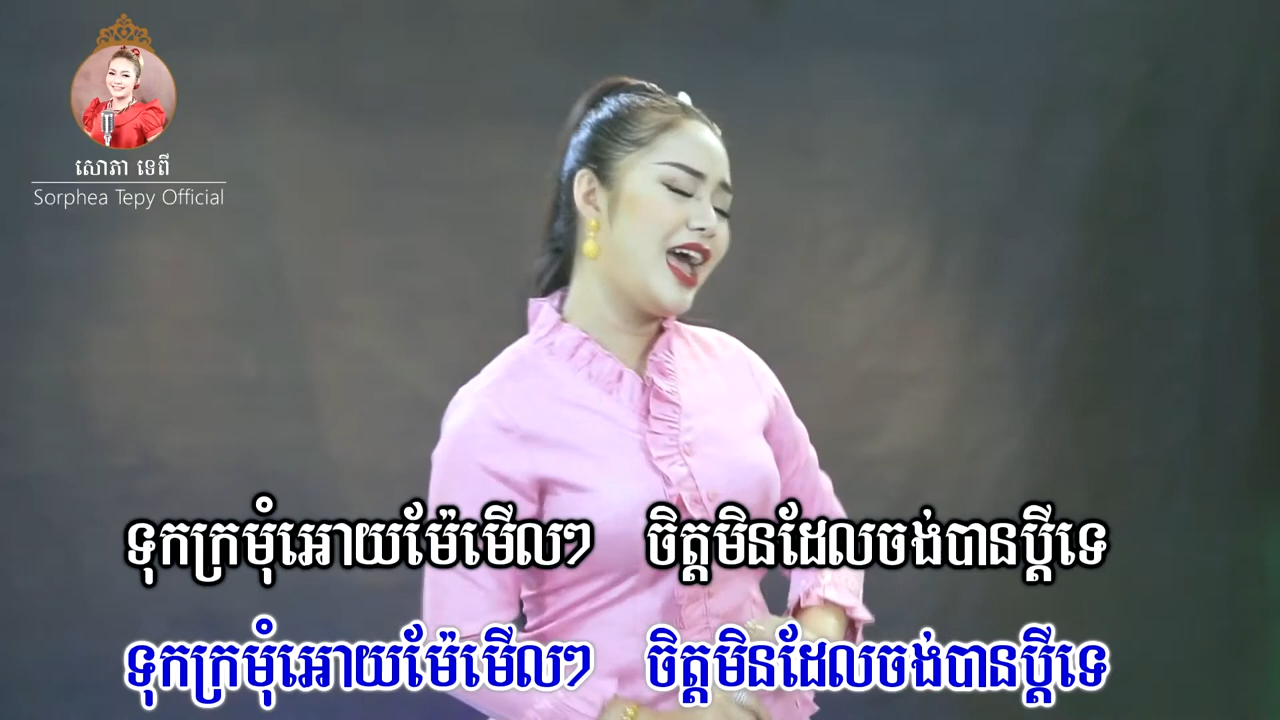 សោភា ទេពី
Sorphea Tepy Official
ទុកក្រមុំអោយម៉ែមើលៗ ចិត្តមិនដែលចង់បានប្ដីទេ
ទុកក្រមុំអោយម៉ែមើលៗ ចិត្តមិនដែលចង់បានប្ដីទេ